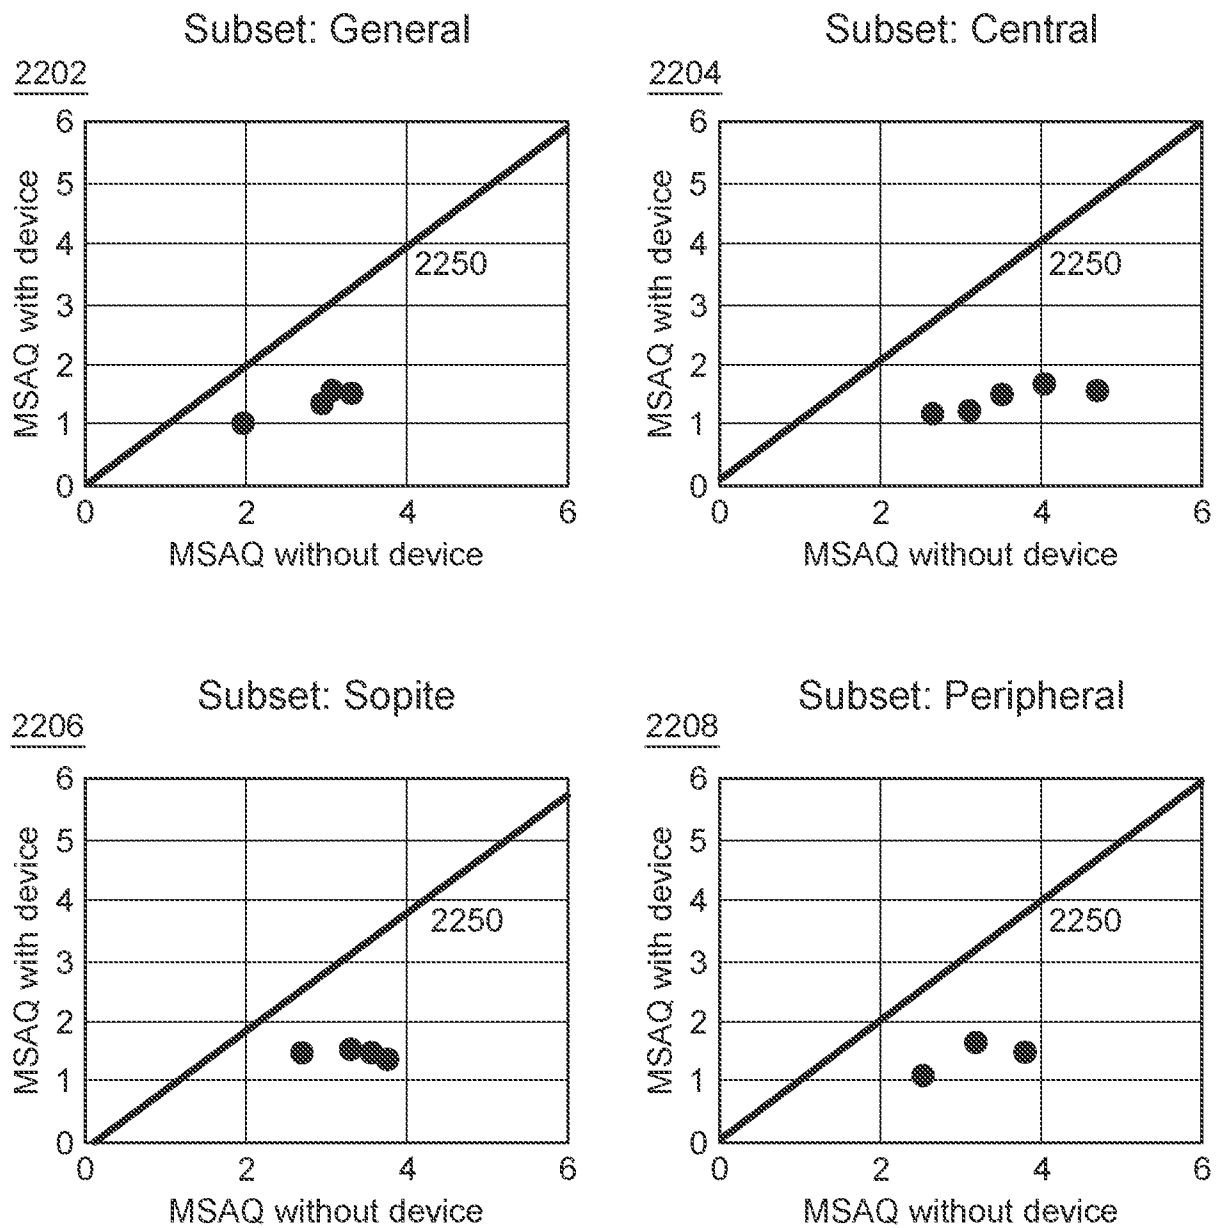 Subset: General
2202
6
5
4
3
2
1
0
MSAQ with device
2250
0 2 4 6
MSAQ without device
Subset: Central
2204
6
5
4
3
2
1
0
MSAQ with device
2250
0 2 4 6
MSAQ without device
Subset: Sopite
2206
6
5
4
3
2
1
0
MSAQ with device
2250
0 2 4 6
MSAQ without device
Subset: Peripheral
2208
6
5
4
3
2
1
0
MSAQ with device
2250
0 2 4 6
MSAQ without device